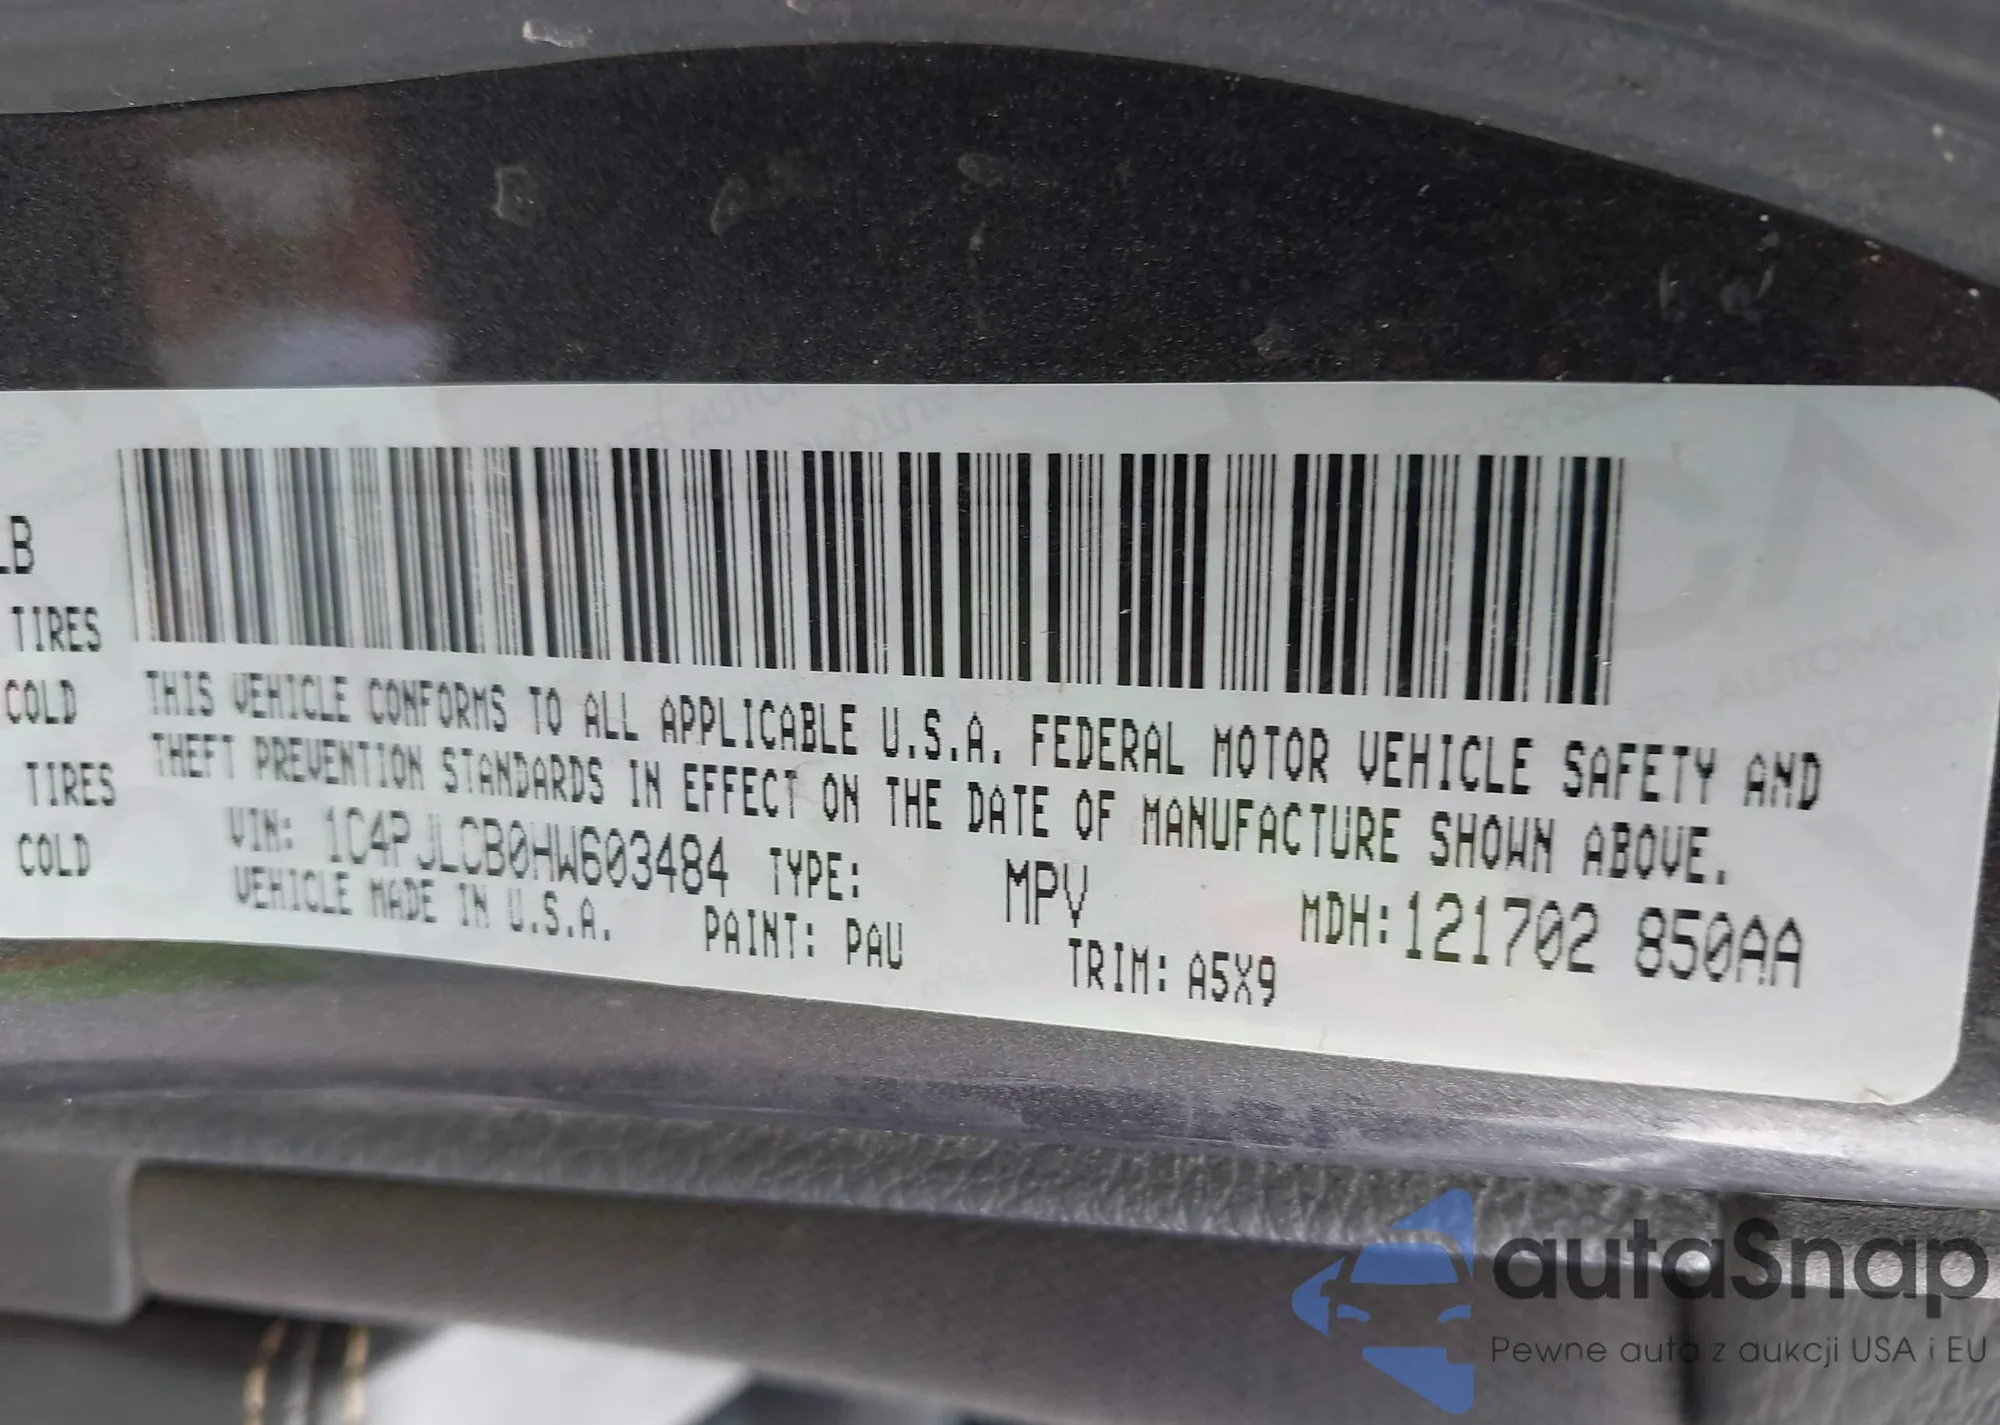 LB
TIRES
COLD
TIRES
COLD
THIS VEHICLE CONFORMS TO ALL APPLICABLE U.S.A. FEDERAL MOTOR VEHICLE SAFETY AND
THEFT PREVENTION STANDARDS IN EFFECT ON THE DATE OF MANUFACTURE SHOWN ABOVE.
VIN: 1C4PJLCB0HW603484 TYPE: MPV MDH:121702 850AA
VEHICLE MADE IN U.S.A. PAINT: PAU TRIM: A5X9
autaSnap
Pewne auta z aukcji USA i EU